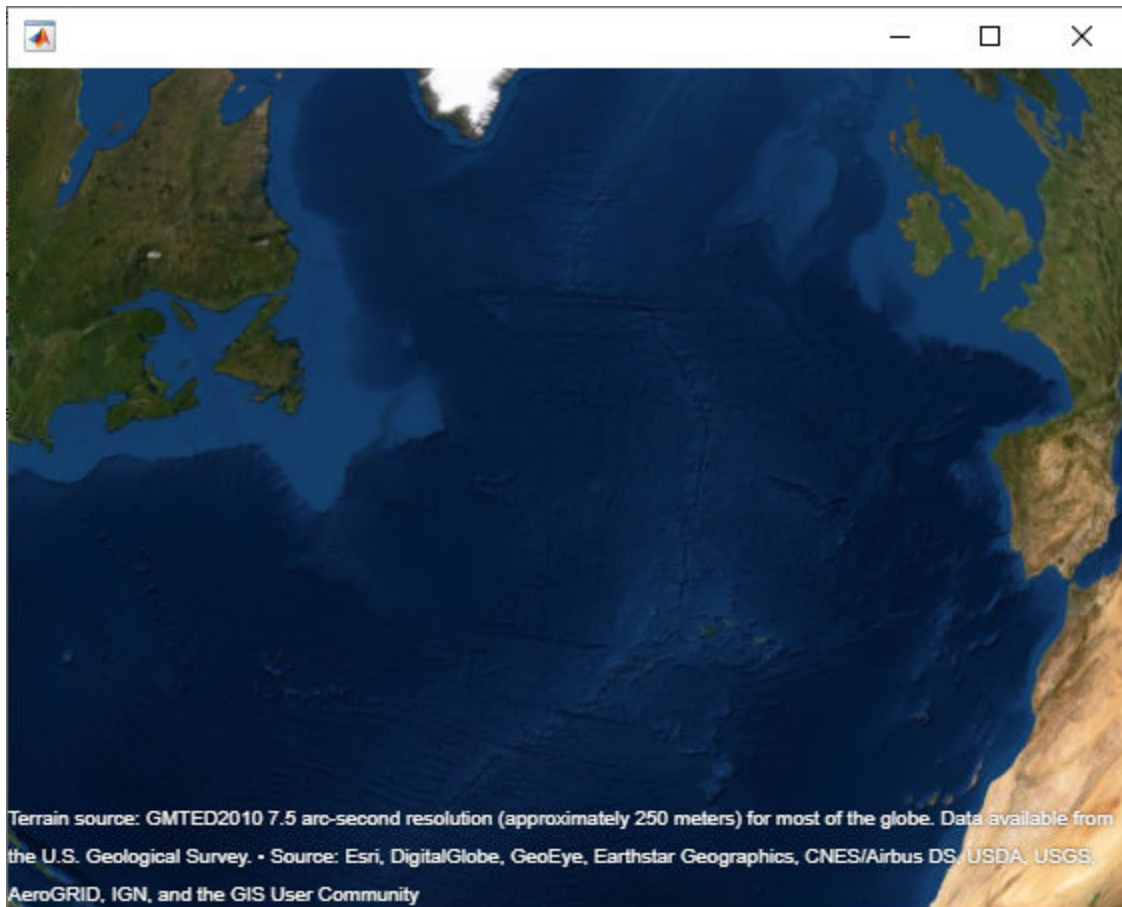 Terrain source: GMTED2010 7.5 arc-second resolution (approximately 250 meters) for most of the globe. Data available from
the U.S. Geological Survey. • Source: Esri, DigitalGlobe, GeoEye, Earthstar Geographics, CNES/Airbus DS, USDA, USGS,
AeroGRID, IGN, and the GIS User Community